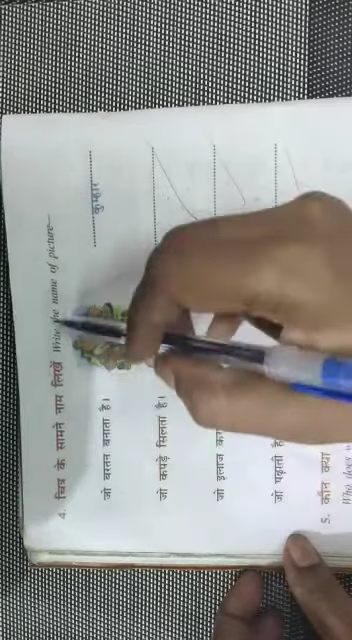 4. चित्र के सामने नाम लिखें Write the name of picture—
जो बरतन बनाता है। कुम्हार
जो कपड़े सिलता है।
जो इलाज
जो पढ़ाती है
5. कौन क्या
Who does